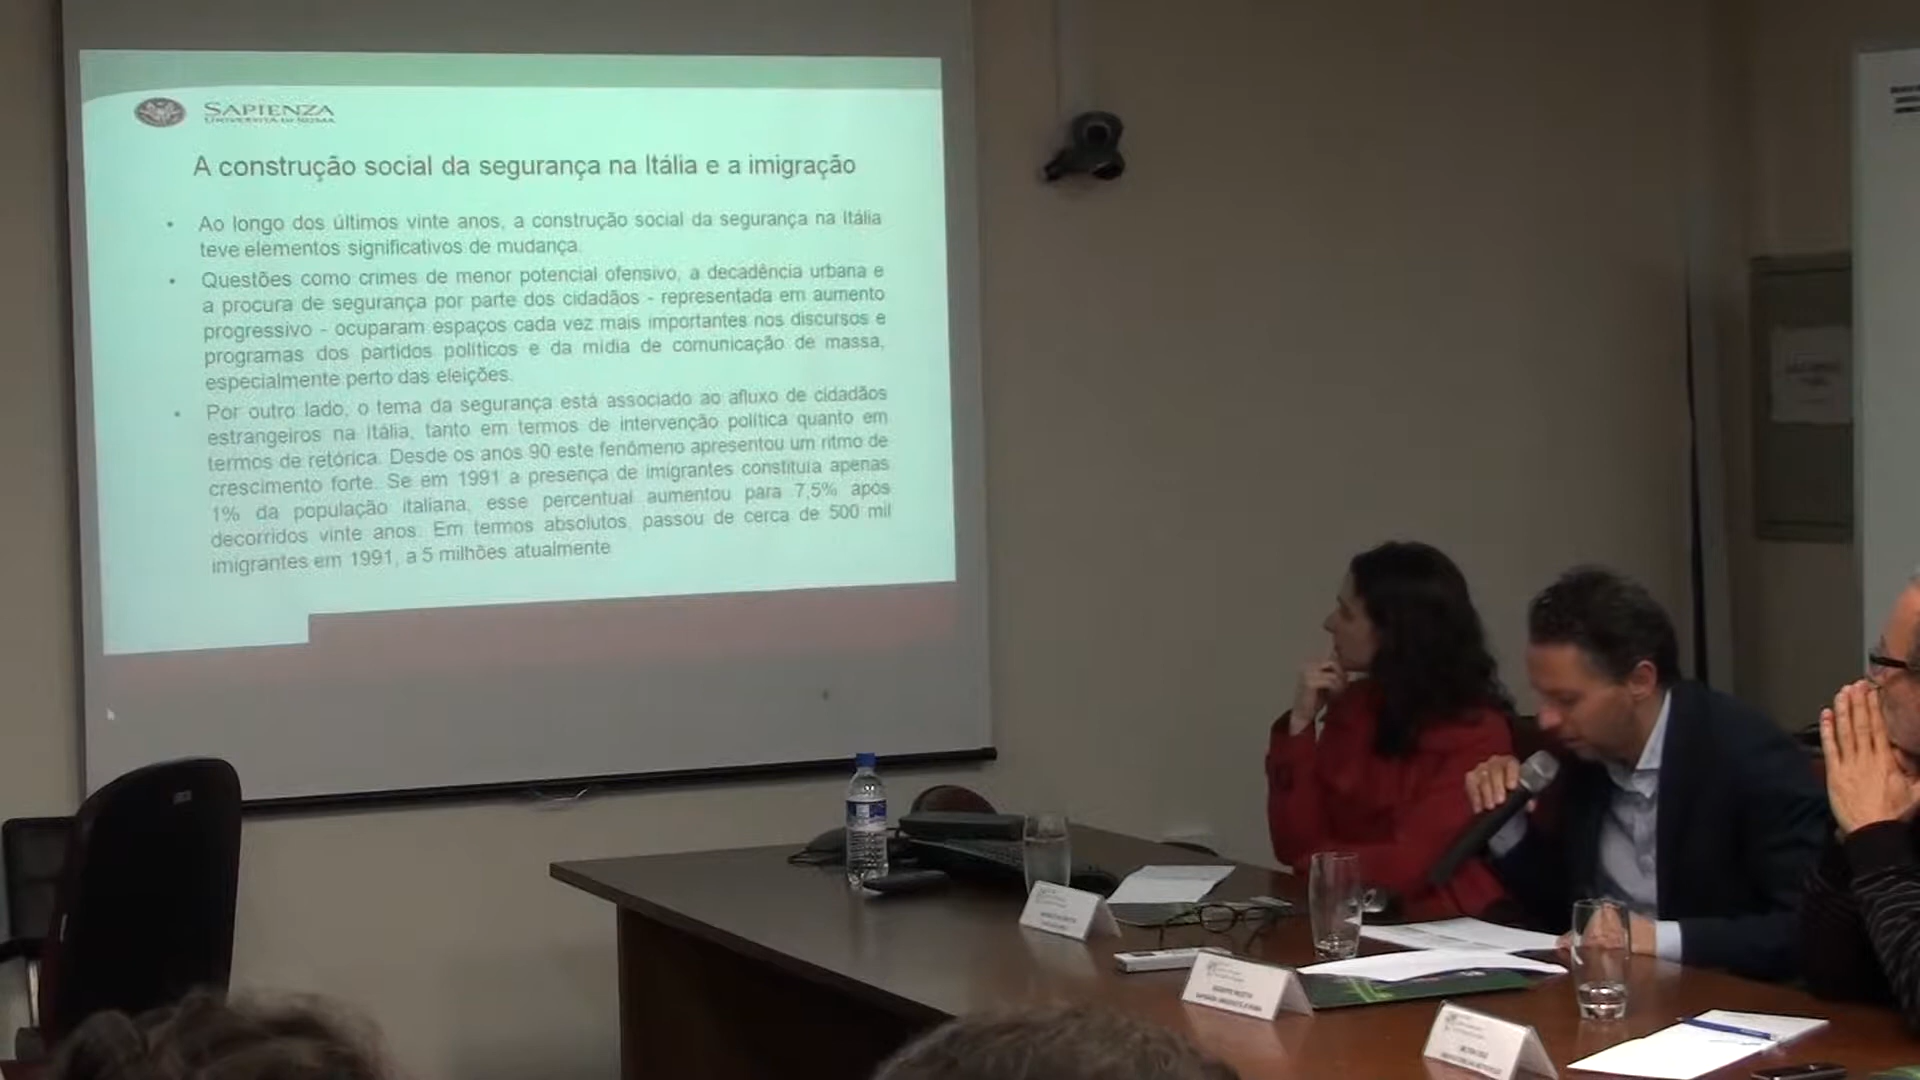 SAPIENZA
UNIVERSITÀ DI ROMA
A construção social da segurança na Itália e a imigração
• Ao longo dos últimos vinte anos, a construção social da segurança na Itália
teve elementos significativos de mudança.
• Questões como crimes de menor potencial ofensivo, a decadência urbana e
a procura de segurança por parte dos cidadãos - representada em aumento
progressivo - ocuparam espaços cada vez mais importantes nos discursos e
programas dos partidos políticos e da mídia de comunicação de massa,
especialmente perto das eleições.
• Por outro lado, o tema da segurança está associado ao afluxo de cidadãos
estrangeiros na Itália, tanto em termos de intervenção política quanto em
termos de retórica. Desde os anos 90 este fenômeno apresentou um ritmo de
crescimento forte. Se em 1991 a presença de imigrantes constituia apenas
1% da população italiana, esse percentual aumentou para 7,5% apos
decorridos vinte anos. Em termos absolutos, passou de cerca de 500 mil
imigrantes em 1991, a 5 milhões atualmente